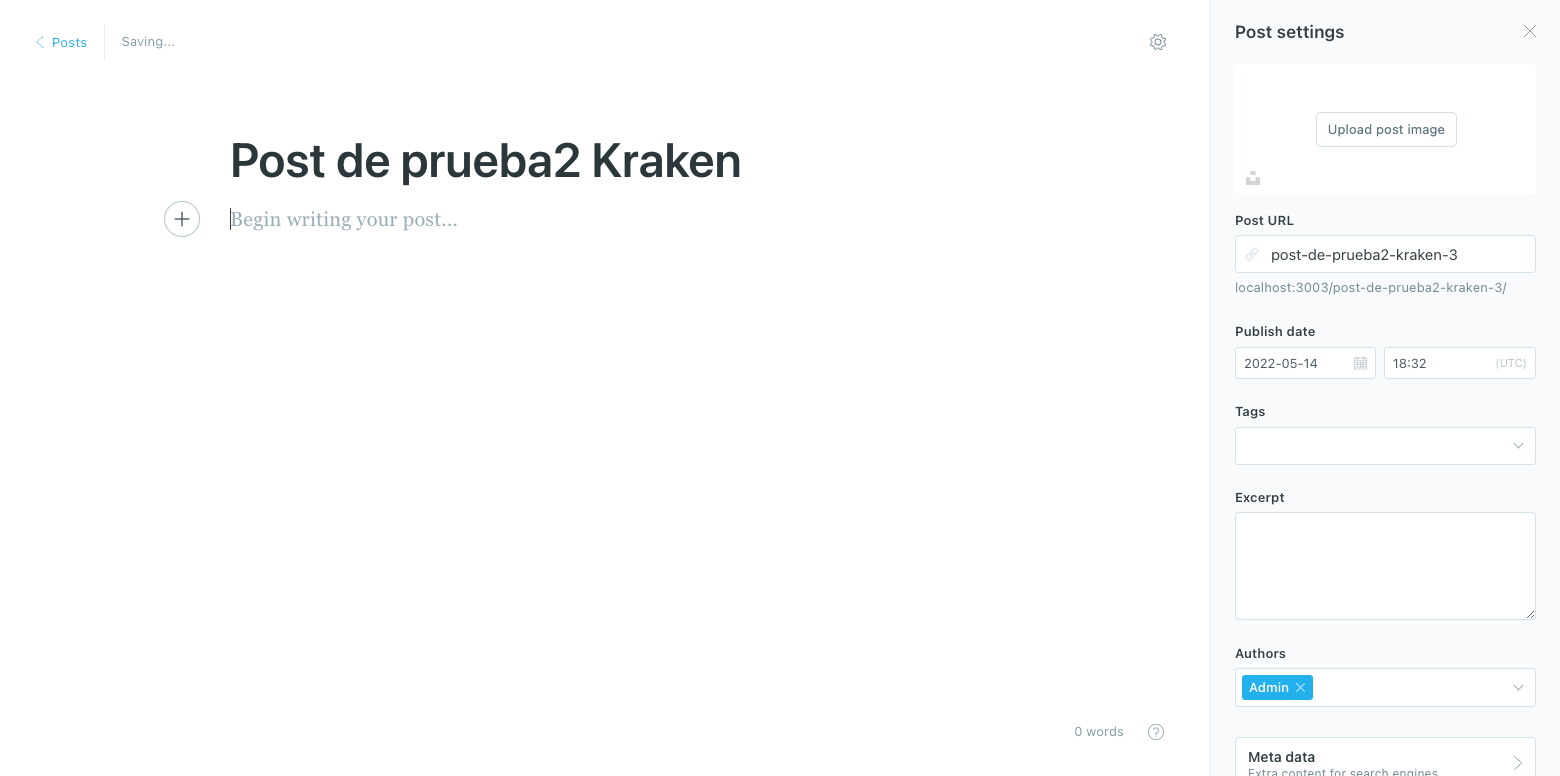 Posts
Saving...
Post de prueba2 Kraken
Begin writing your post...
0 words
?
Post settings
Upload post image
Post URL
post-de-prueba2-kraken-3
localhost:3003/post-de-prueba2-kraken-3/
Publish date
2022-05-14
18:32 (UTC)
Tags
Excerpt
Authors
Admin
Meta data
Extra content for search engines